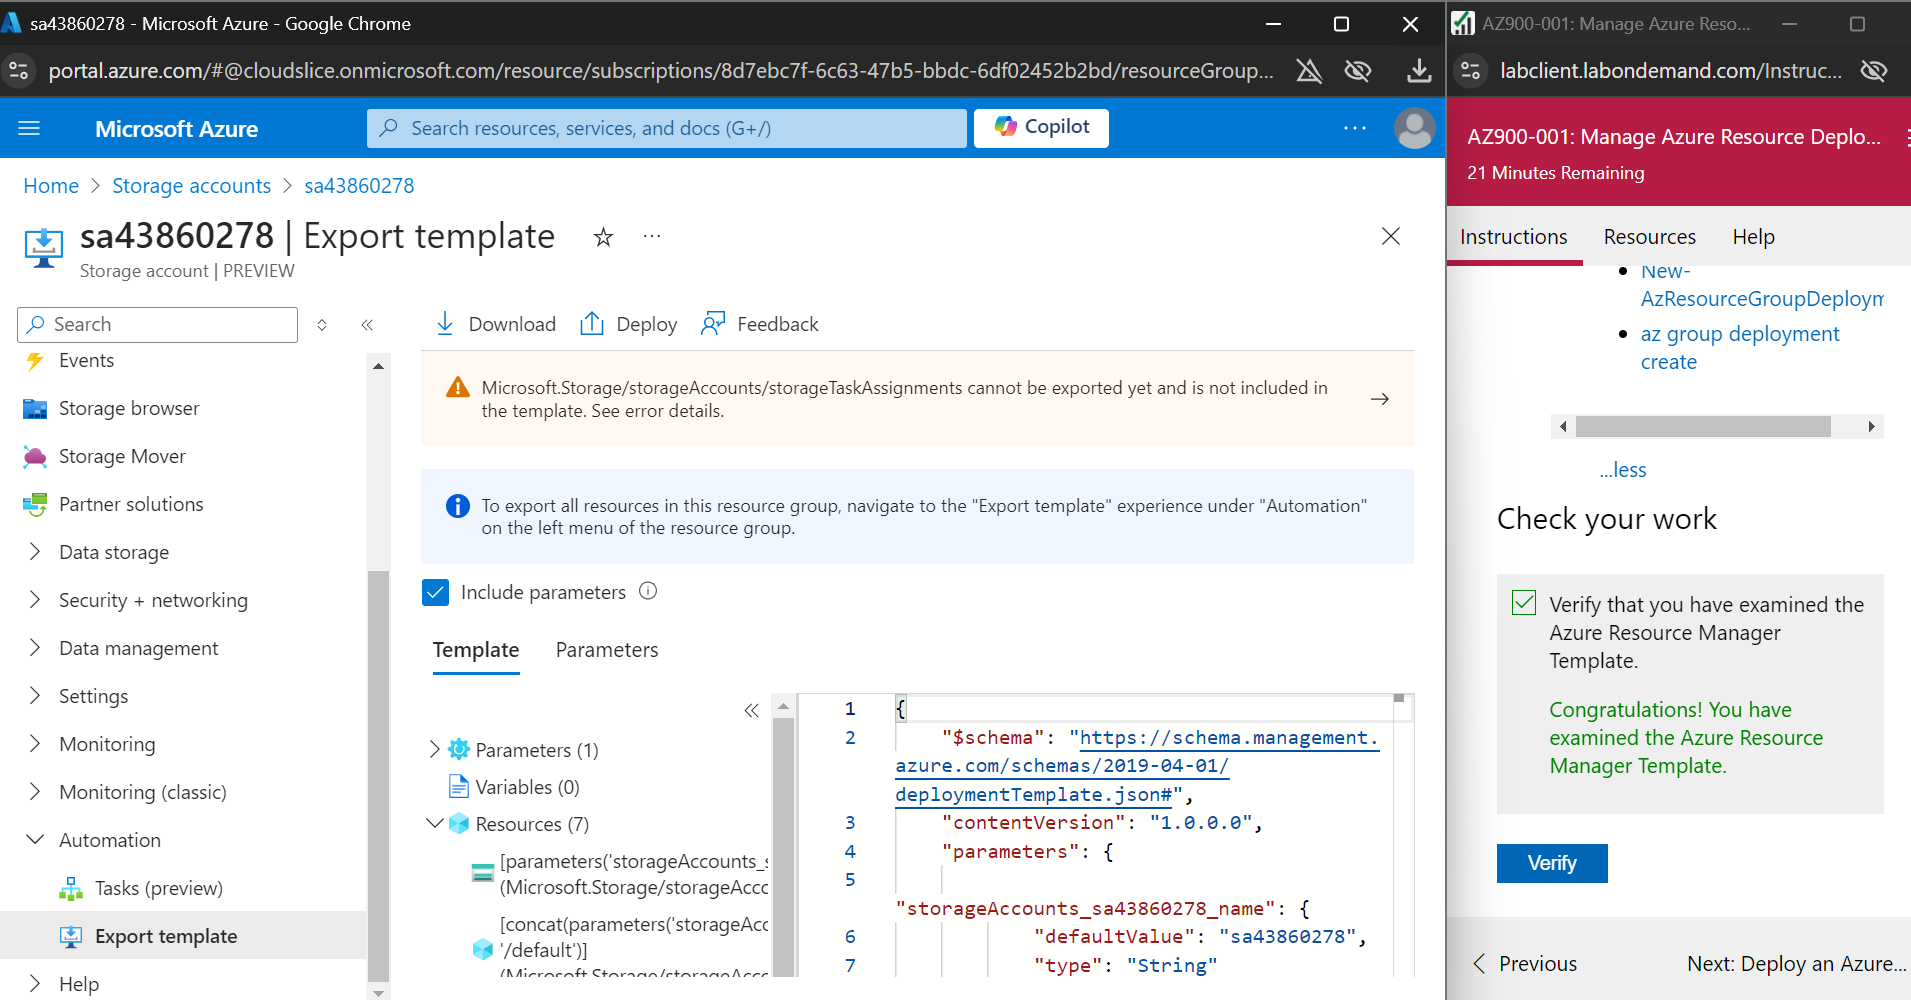 sa43860278 - Microsoft Azure - Google Chrome
portal.azure.com/#@cloudslice.onmicrosoft.com/resource/subscriptions/8d7ebc7f-6c63-47b5-bbdc-6df02452b2bd/resourceGroup...
Microsoft Azure
Search resources, services, and docs (G+/)
Copilot
...
Home > Storage accounts > sa43860278
sa43860278 | Export template
...
Storage account | PREVIEW
Search
Events
Storage browser
Storage Mover
Partner solutions
Data storage
Security + networking
Data management
Settings
Monitoring
Monitoring (classic)
Automation
Tasks (preview)
Export template
Help
Download
Deploy
Feedback
Microsoft.Storage/storageAccounts/storageTaskAssignments cannot be exported yet and is not included in
the template. See error details.
To export all resources in this resource group, navigate to the "Export template" experience under "Automation"
on the left menu of the resource group.
Include parameters
Template
Parameters
Parameters (1)
Variables (0)
Resources (7)
[parameters('storageAccounts_s
(Microsoft.Storage/storageAccc
[concat(parameters('storageAcc
'/default')]
(Microsoft.Storage/storageAccc
1 {
2 "$schema": "https://schema.management.
azure.com/schemas/2019-04-01/
deploymentTemplate.json#",
3 "contentVersion": "1.0.0.0",
4 "parameters": {
5
"storageAccounts_sa43860278_name": {
6 "defaultValue": "sa43860278",
7 "type": "String"
AZ900-001: Manage Azure Reso...
labclient.labondemand.com/Instruc...
AZ900-001: Manage Azure Resource Deplo...
21 Minutes Remaining
Instructions
Resources
Help
New-
AzResourceGroupDeploym
az group deployment
create
...less
Check your work
Verify that you have examined the
Azure Resource Manager
Template.
Congratulations! You have
examined the Azure Resource
Manager Template.
Verify
Previous
Next: Deploy an Azure...